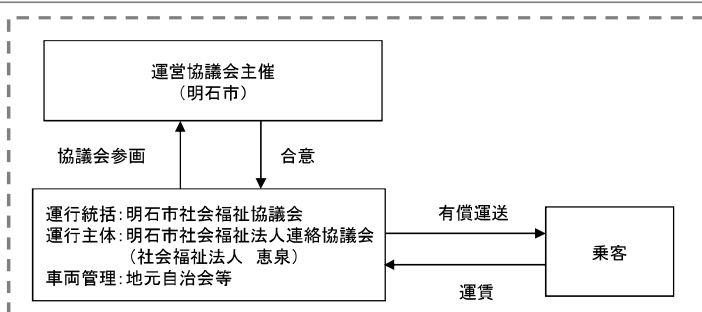 運営協議会主催
（明石市）
協議会参画
合意
運行統括：明石市社会福祉協議会
運行主体：明石市社会福祉法人連絡協議会
（社会福祉法人　恵泉）
車両管理：地元自治会等
有償運送
運賃
乗客